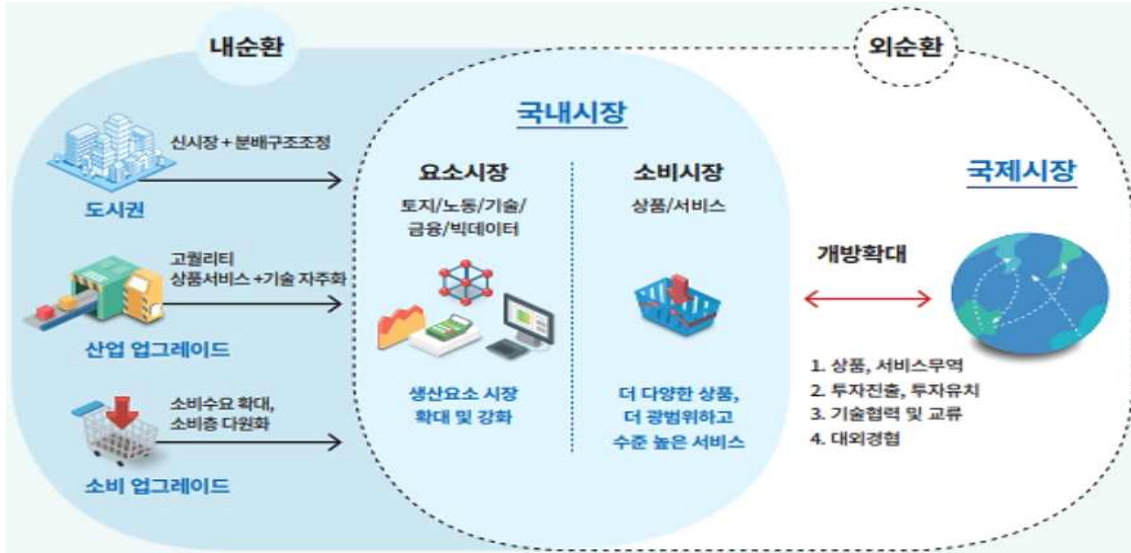 내순환
외순환
국내시장
신시장 + 분배구조조정
도시권
고퀄리티
상품서비스 +기술 자주화
산업 업그레이드
소비수요 확대,
소비층 다원화
소비 업그레이드
요소시장
토지/노동/기술/
금융/빅데이터
생산요소 시장
확대 및 강화
소비시장
상품/서비스
더 다양한 상품,
더 광범위하고
수준 높은 서비스
국제시장
개방확대
1. 상품, 서비스무역
2. 투자진출, 투자유치
3. 기술협력 및 교류
4. 대외경협